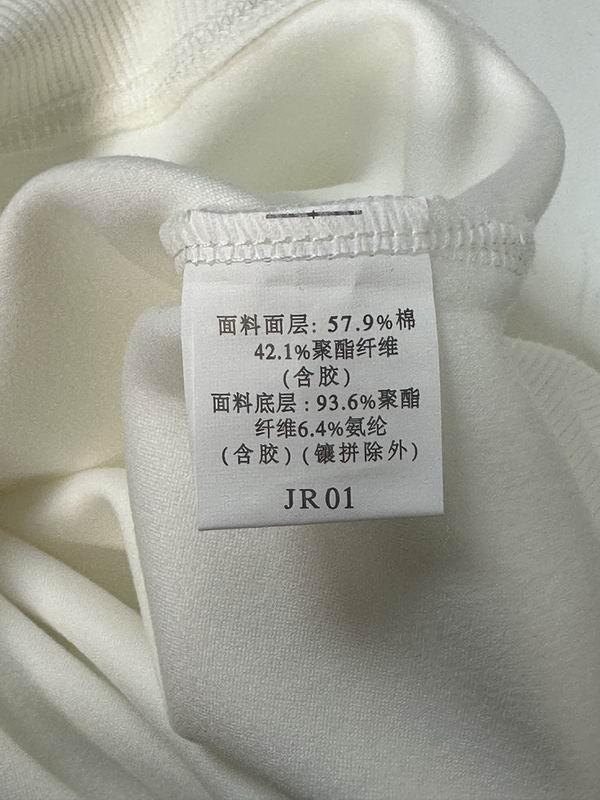 面料面层: 57.9%棉
42.1%聚酯纤维
(含胶)
面料底层: 93.6%聚酯
纤维6.4%氨纶
(含胶)(镶拼除外)
JR01